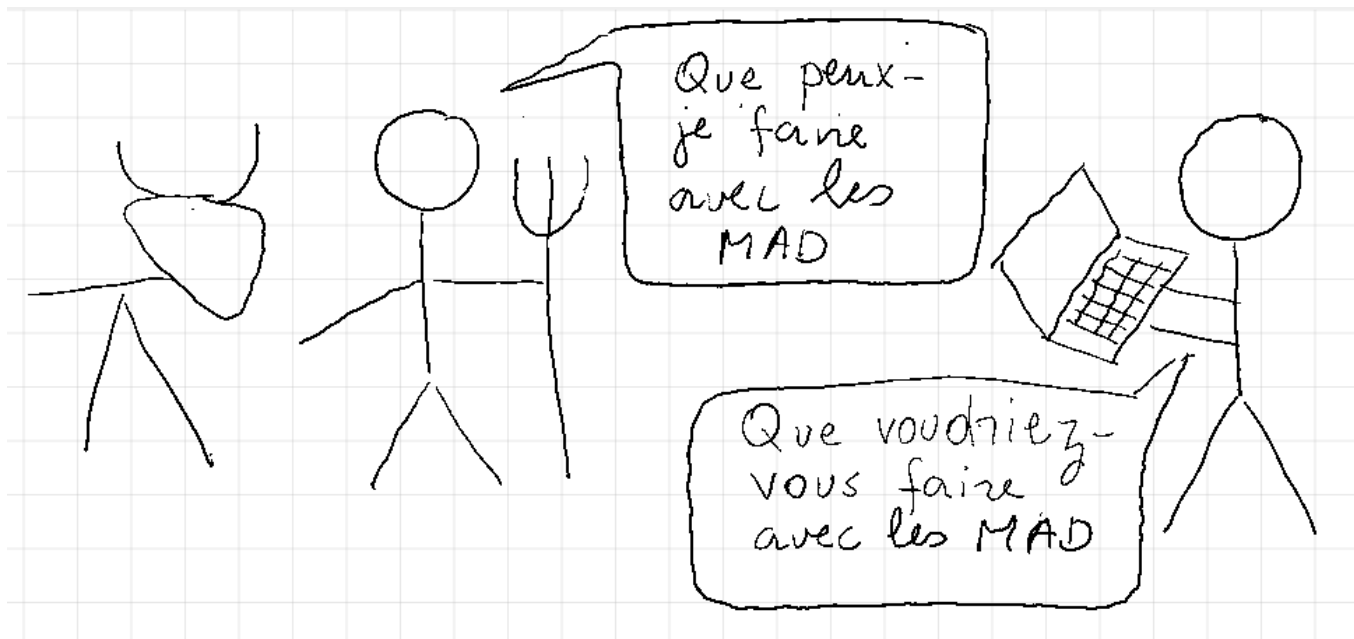 Que peux-
je faire
avec les
MAD
Que voudriez-
vous faire
avec les MAD